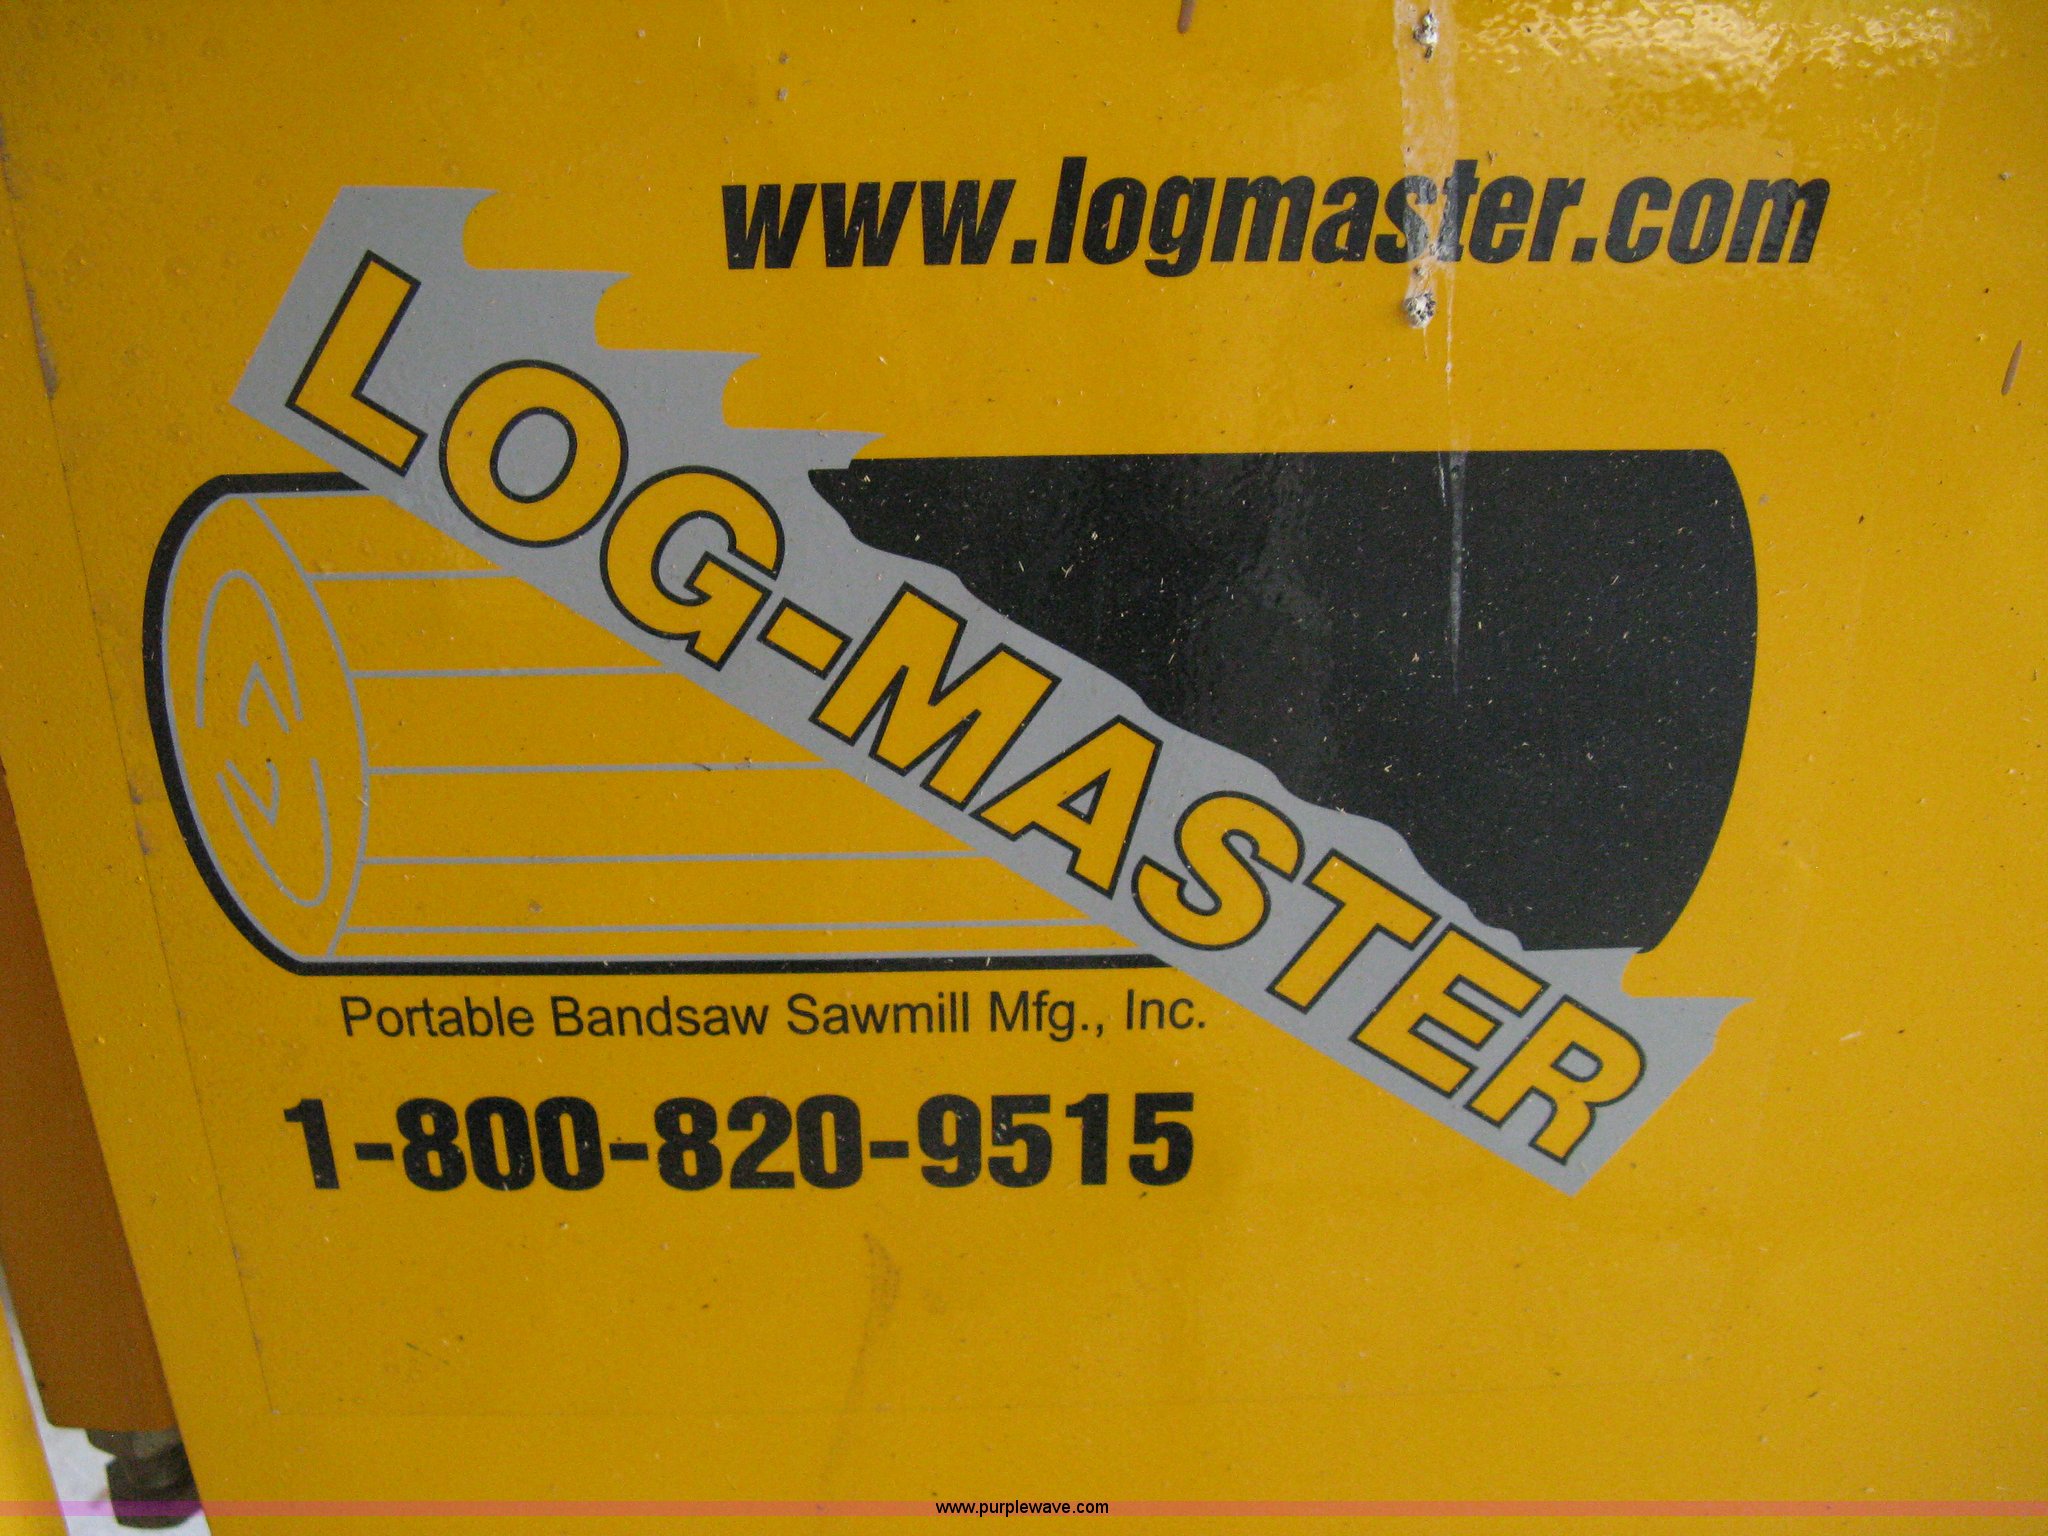 www.logmaster.com
LOG-MASTER
Portable Bandsaw Sawmill Mfg., Inc.
1-800-820-9515
www.purplewave.com